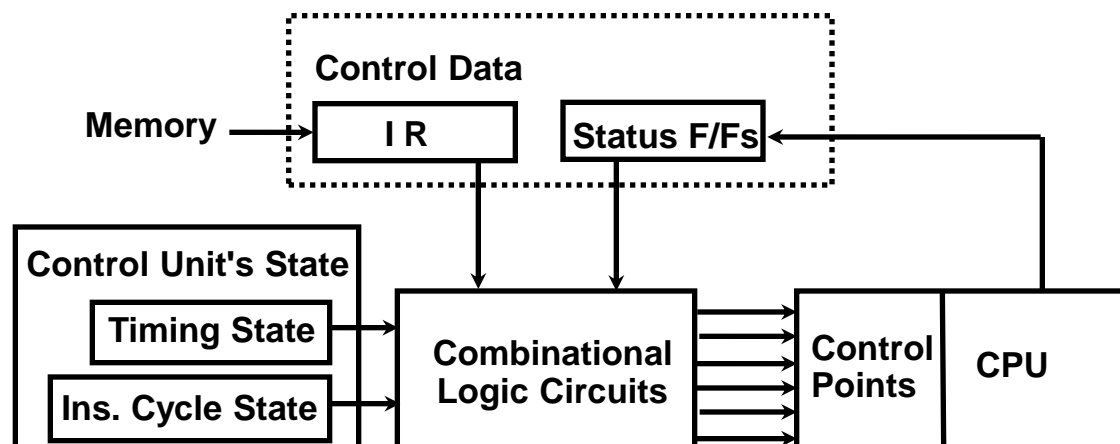 Control Data
Memory
I R
Status F/Fs
Control Unit's State
Timing State
Ins. Cycle State
Combinational
Logic Circuits
Control
Points
CPU